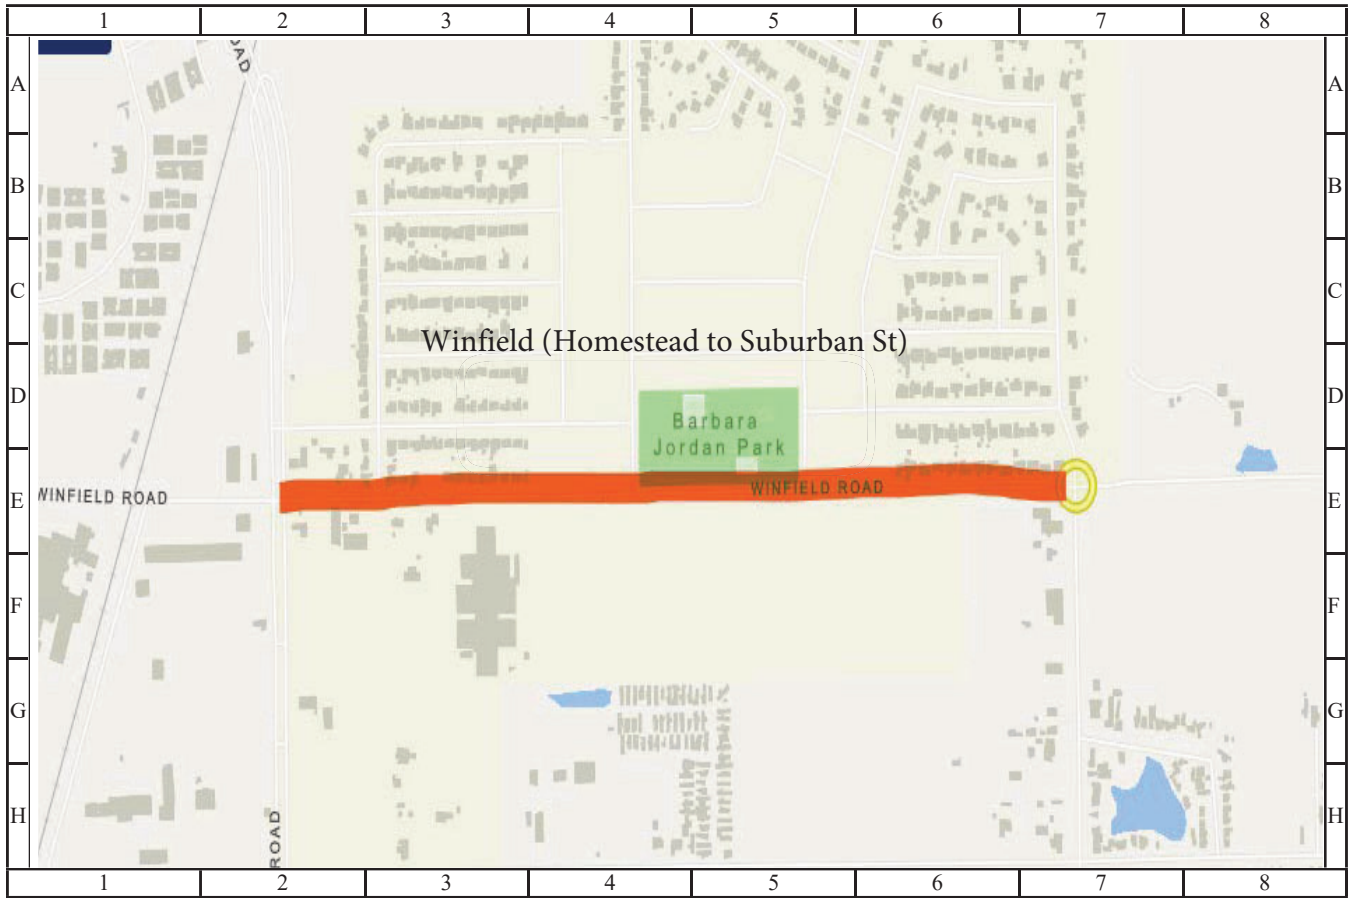 1 2 3 4 5 6 7 8
A A
OAD
B B
C C
Winfield (Homestead to Suburban St)
D D
Barbara
Jordan Park
E WINFIELD ROAD WINFIELD ROAD E
F F
G G
H H
ROAD
1 2 3 4 5 6 7 8